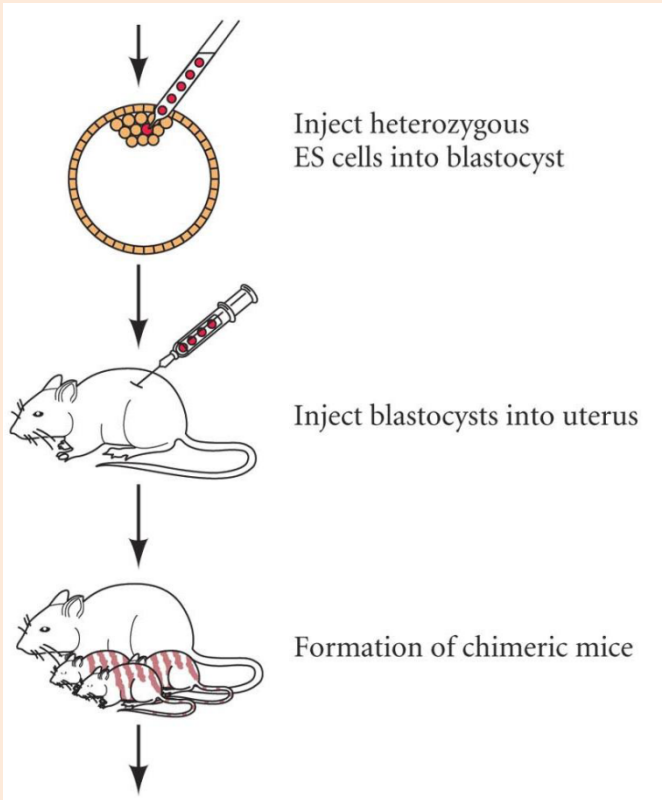 Inject heterozygous
ES cells into blastocyst
Inject blastocysts into uterus
Formation of chimeric mice